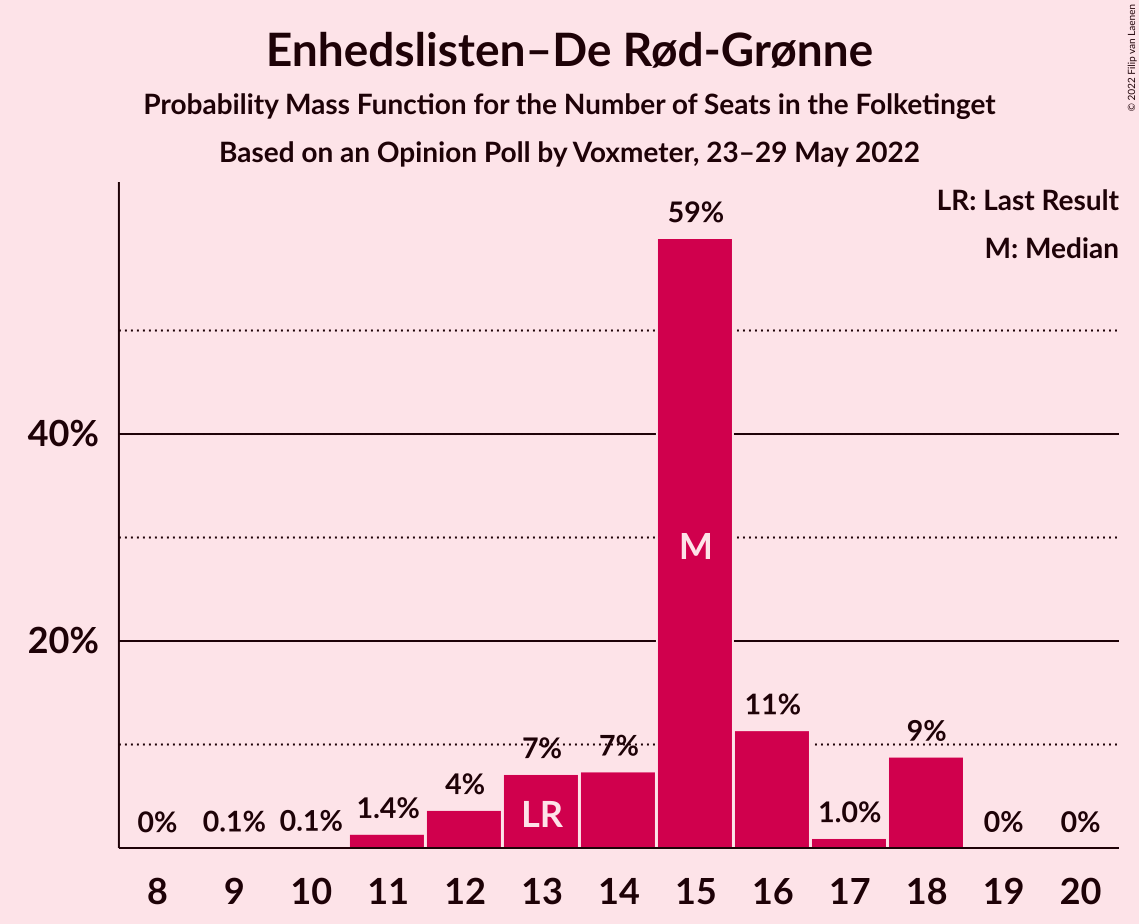 Enhedslisten–De Rød-Grønne
Probability Mass Function for the Number of Seats in the Folketinget
Based on an Opinion Poll by Voxmeter, 23–29 May 2022
© 2022 Filip van Laenen
LR: Last Result
M: Median
59%
40%
M
20%
11%
9%
7%
7%
4%
1.4%
1.0%
0%
0.1%
0.1%
LR
0%
0%
8 9 10 11 12 13 14 15 16 17 18 19 20